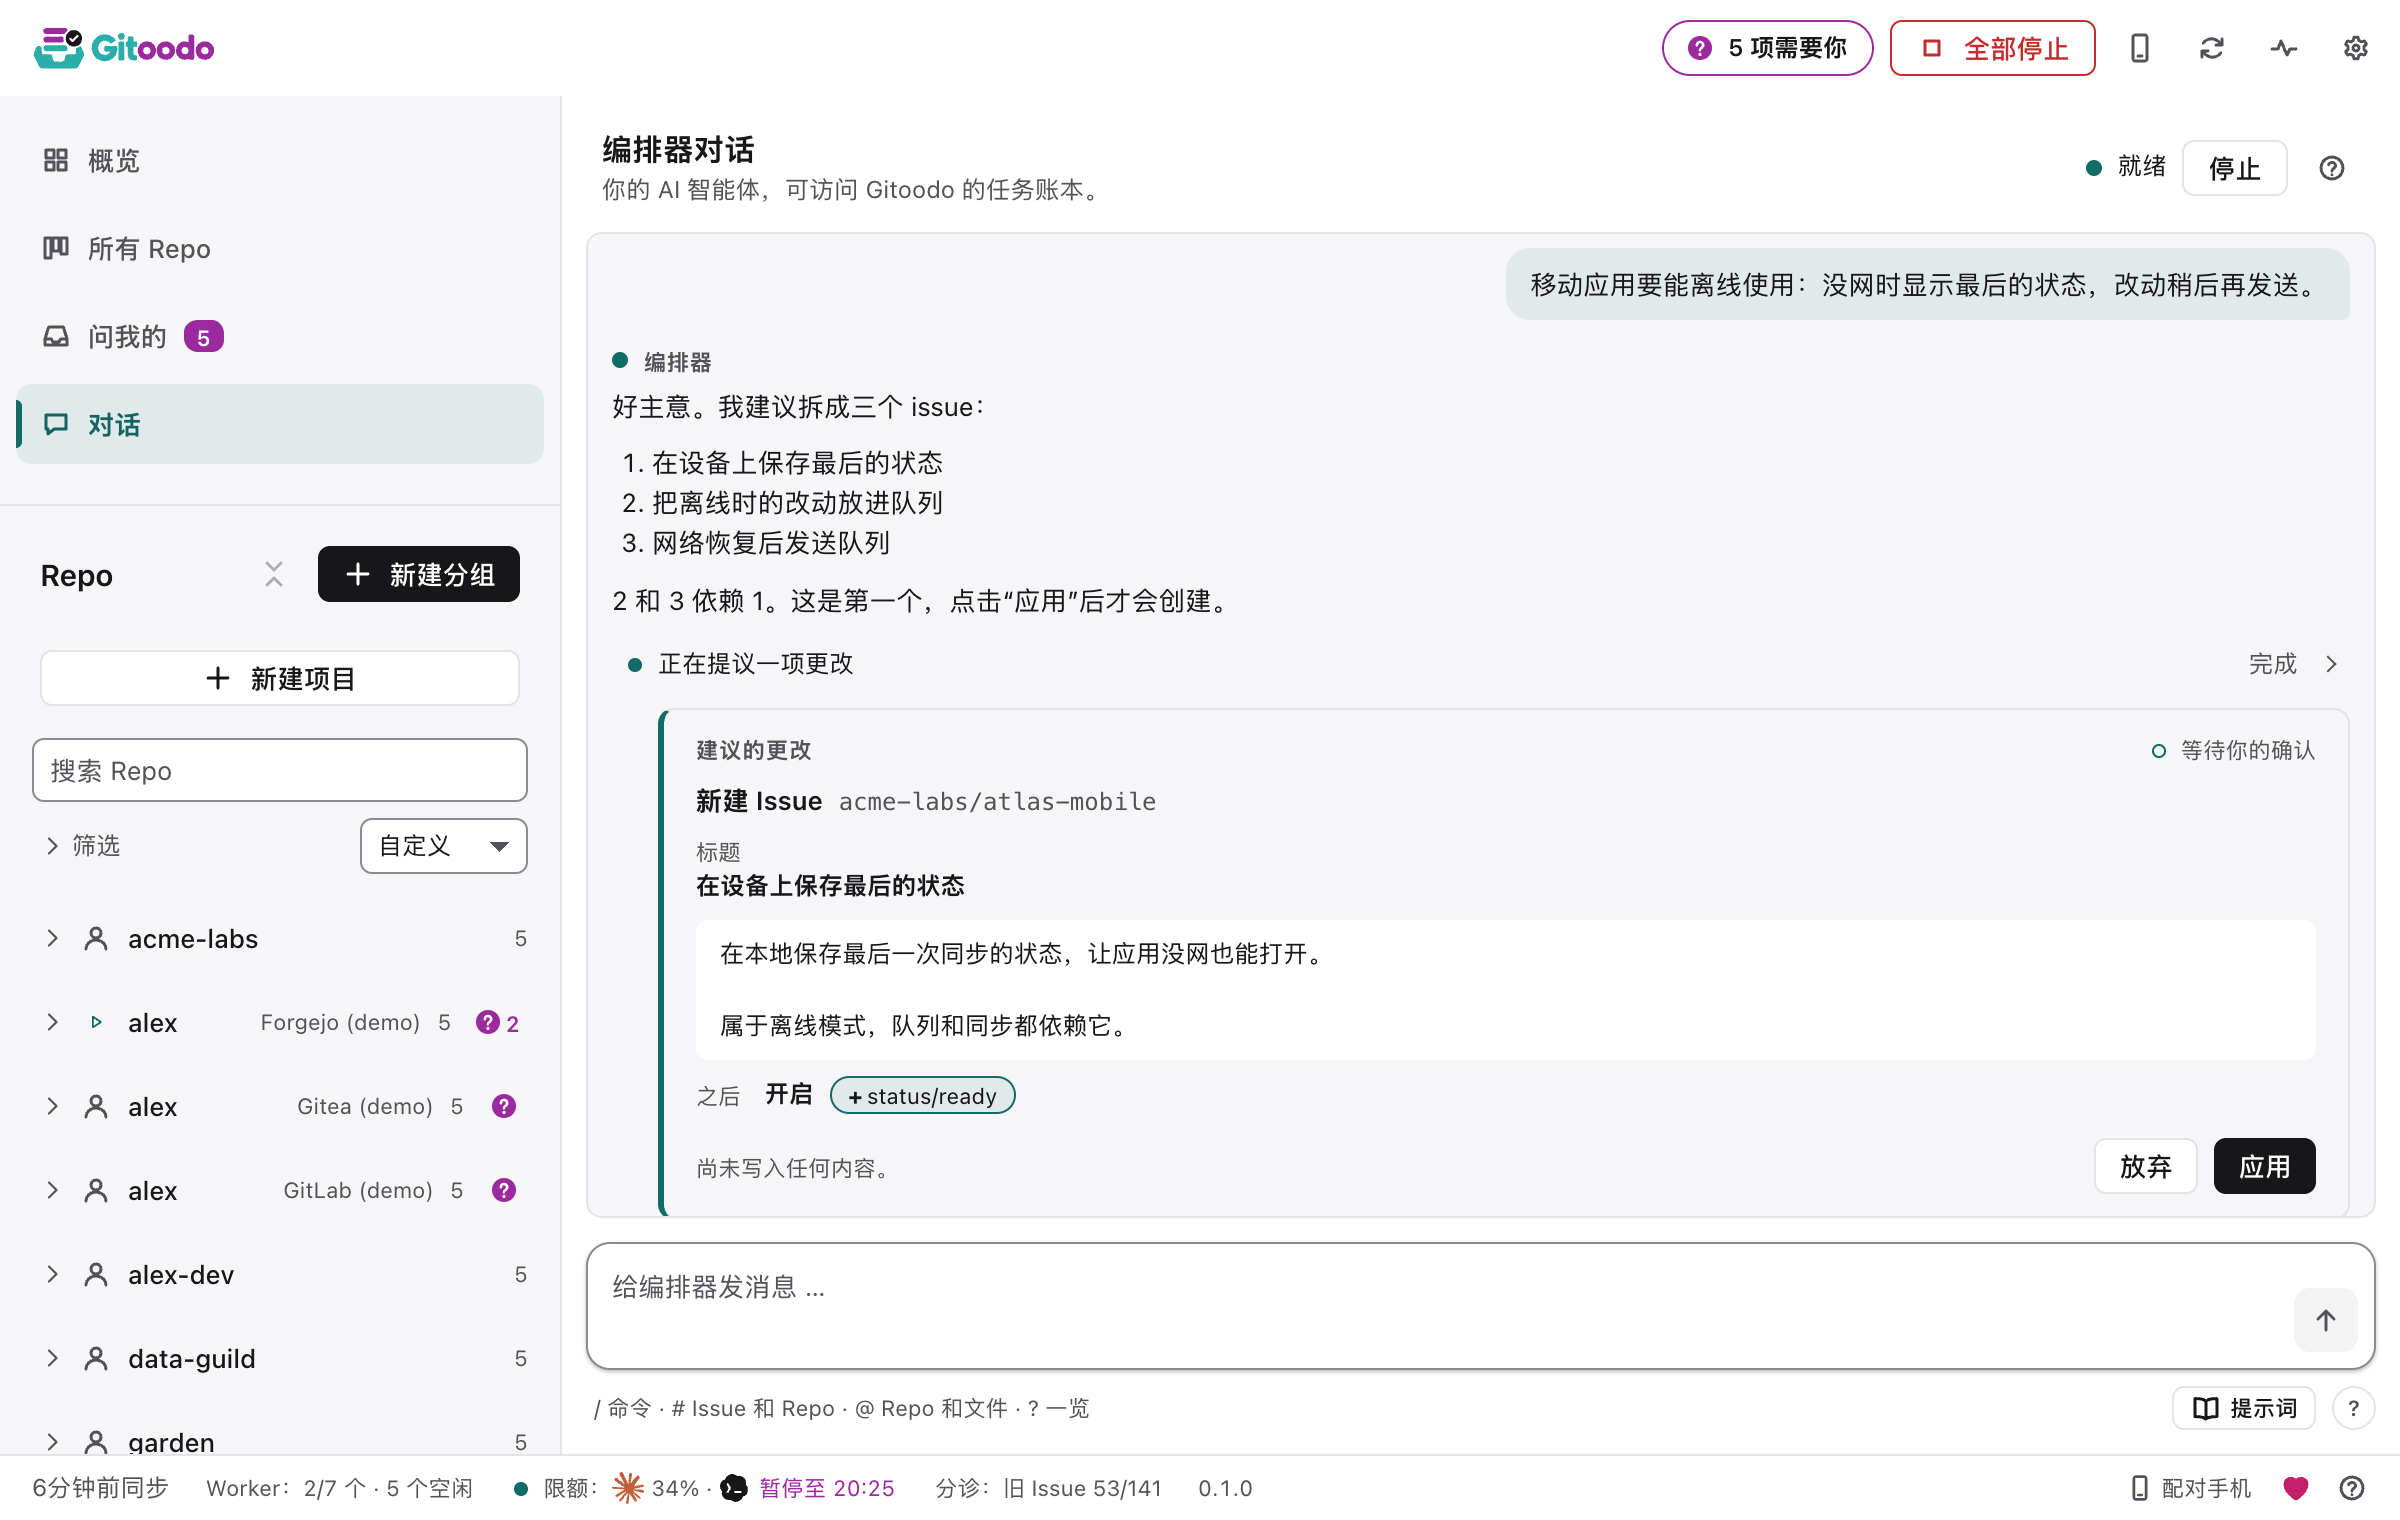 Gitoodo
5 项需要你
全部停止
概览
所有 Repo
问我的 5
对话
Repo
新建分组
新建项目
搜索 Repo
筛选
自定义
acme-labs 5
alex Forgejo (demo) 5 ? 2
alex Gitea (demo) 5 ?
alex GitLab (demo) 5 ?
alex-dev 5
data-guild 5
garden 5
编排器对话
你的 AI 智能体，可访问 Gitoodo 的任务账本。
就绪
停止
移动应用要能离线使用：没网时显示最后的状态，改动稍后再发送。
编排器
好主意。我建议拆成三个 issue：
1. 在设备上保存最后的状态
2. 把离线时的改动放进队列
3. 网络恢复后发送队列
2 和 3 依赖 1。这是第一个，点击“应用”后才会创建。
正在提议一项更改
完成
建议的更改
等待你的确认
新建 Issue acme-labs/atlas-mobile
标题
在设备上保存最后的状态
在本地保存最后一次同步的状态，让应用没网也能打开。
属于离线模式，队列和同步都依赖它。
之后 开启 + status/ready
尚未写入任何内容。
放弃
应用
给编排器发消息 ...
/ 命令 · # Issue 和 Repo · @ Repo 和文件 · ? 一览
提示词
?
6分钟前同步
Worker：2/7 个 · 5 个空闲
限额： 34% · 暂停至 20:25
分诊：旧 Issue 53/141
0.1.0
配对手机